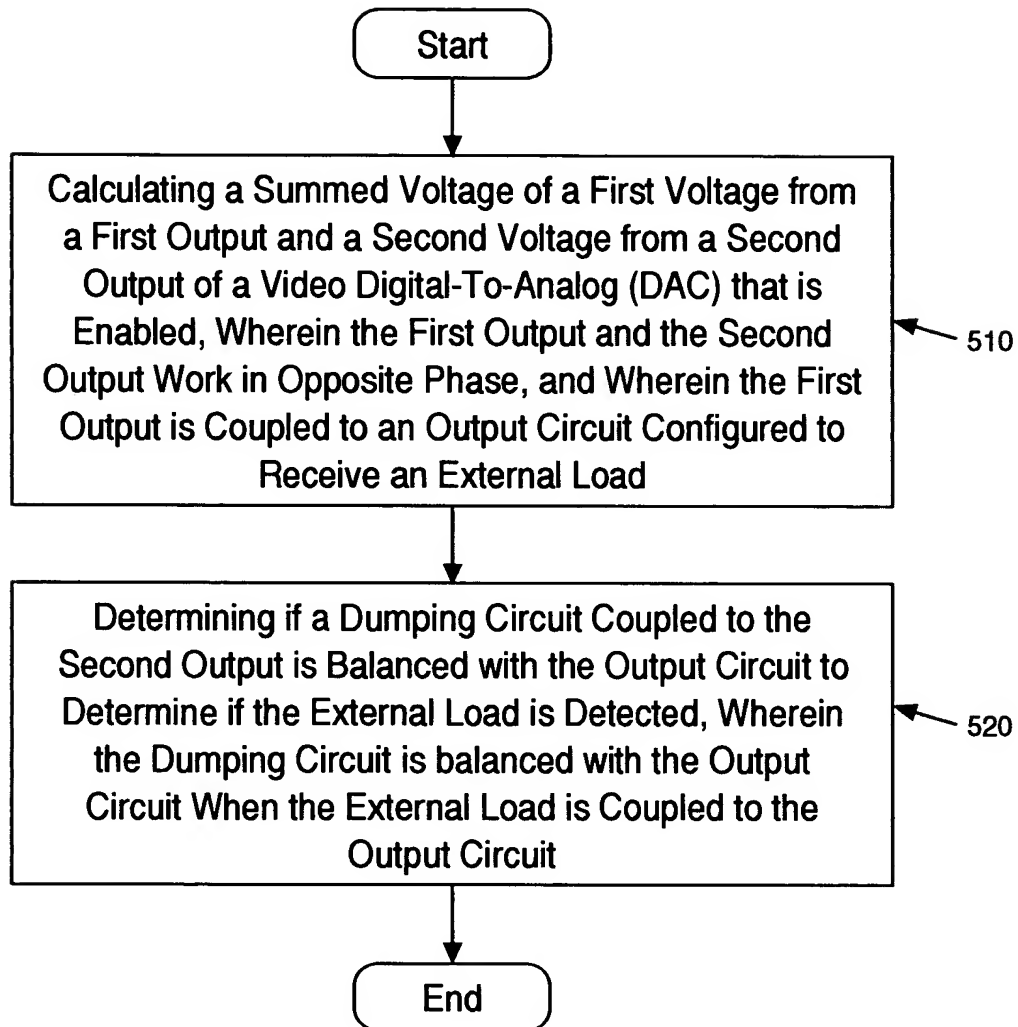 Start
Calculating a Summed Voltage of a First Voltage from
a First Output and a Second Voltage from a Second
Output of a Video Digital-To-Analog (DAC) that is
Enabled, Wherein the First Output and the Second
Output Work in Opposite Phase, and Wherein the First
Output is Coupled to an Output Circuit Configured to
Receive an External Load
510
Determining if a Dumping Circuit Coupled to the
Second Output is Balanced with the Output Circuit to
Determine if the External Load is Detected, Wherein
the Dumping Circuit is balanced with the Output
Circuit When the External Load is Coupled to the
Output Circuit
520
End